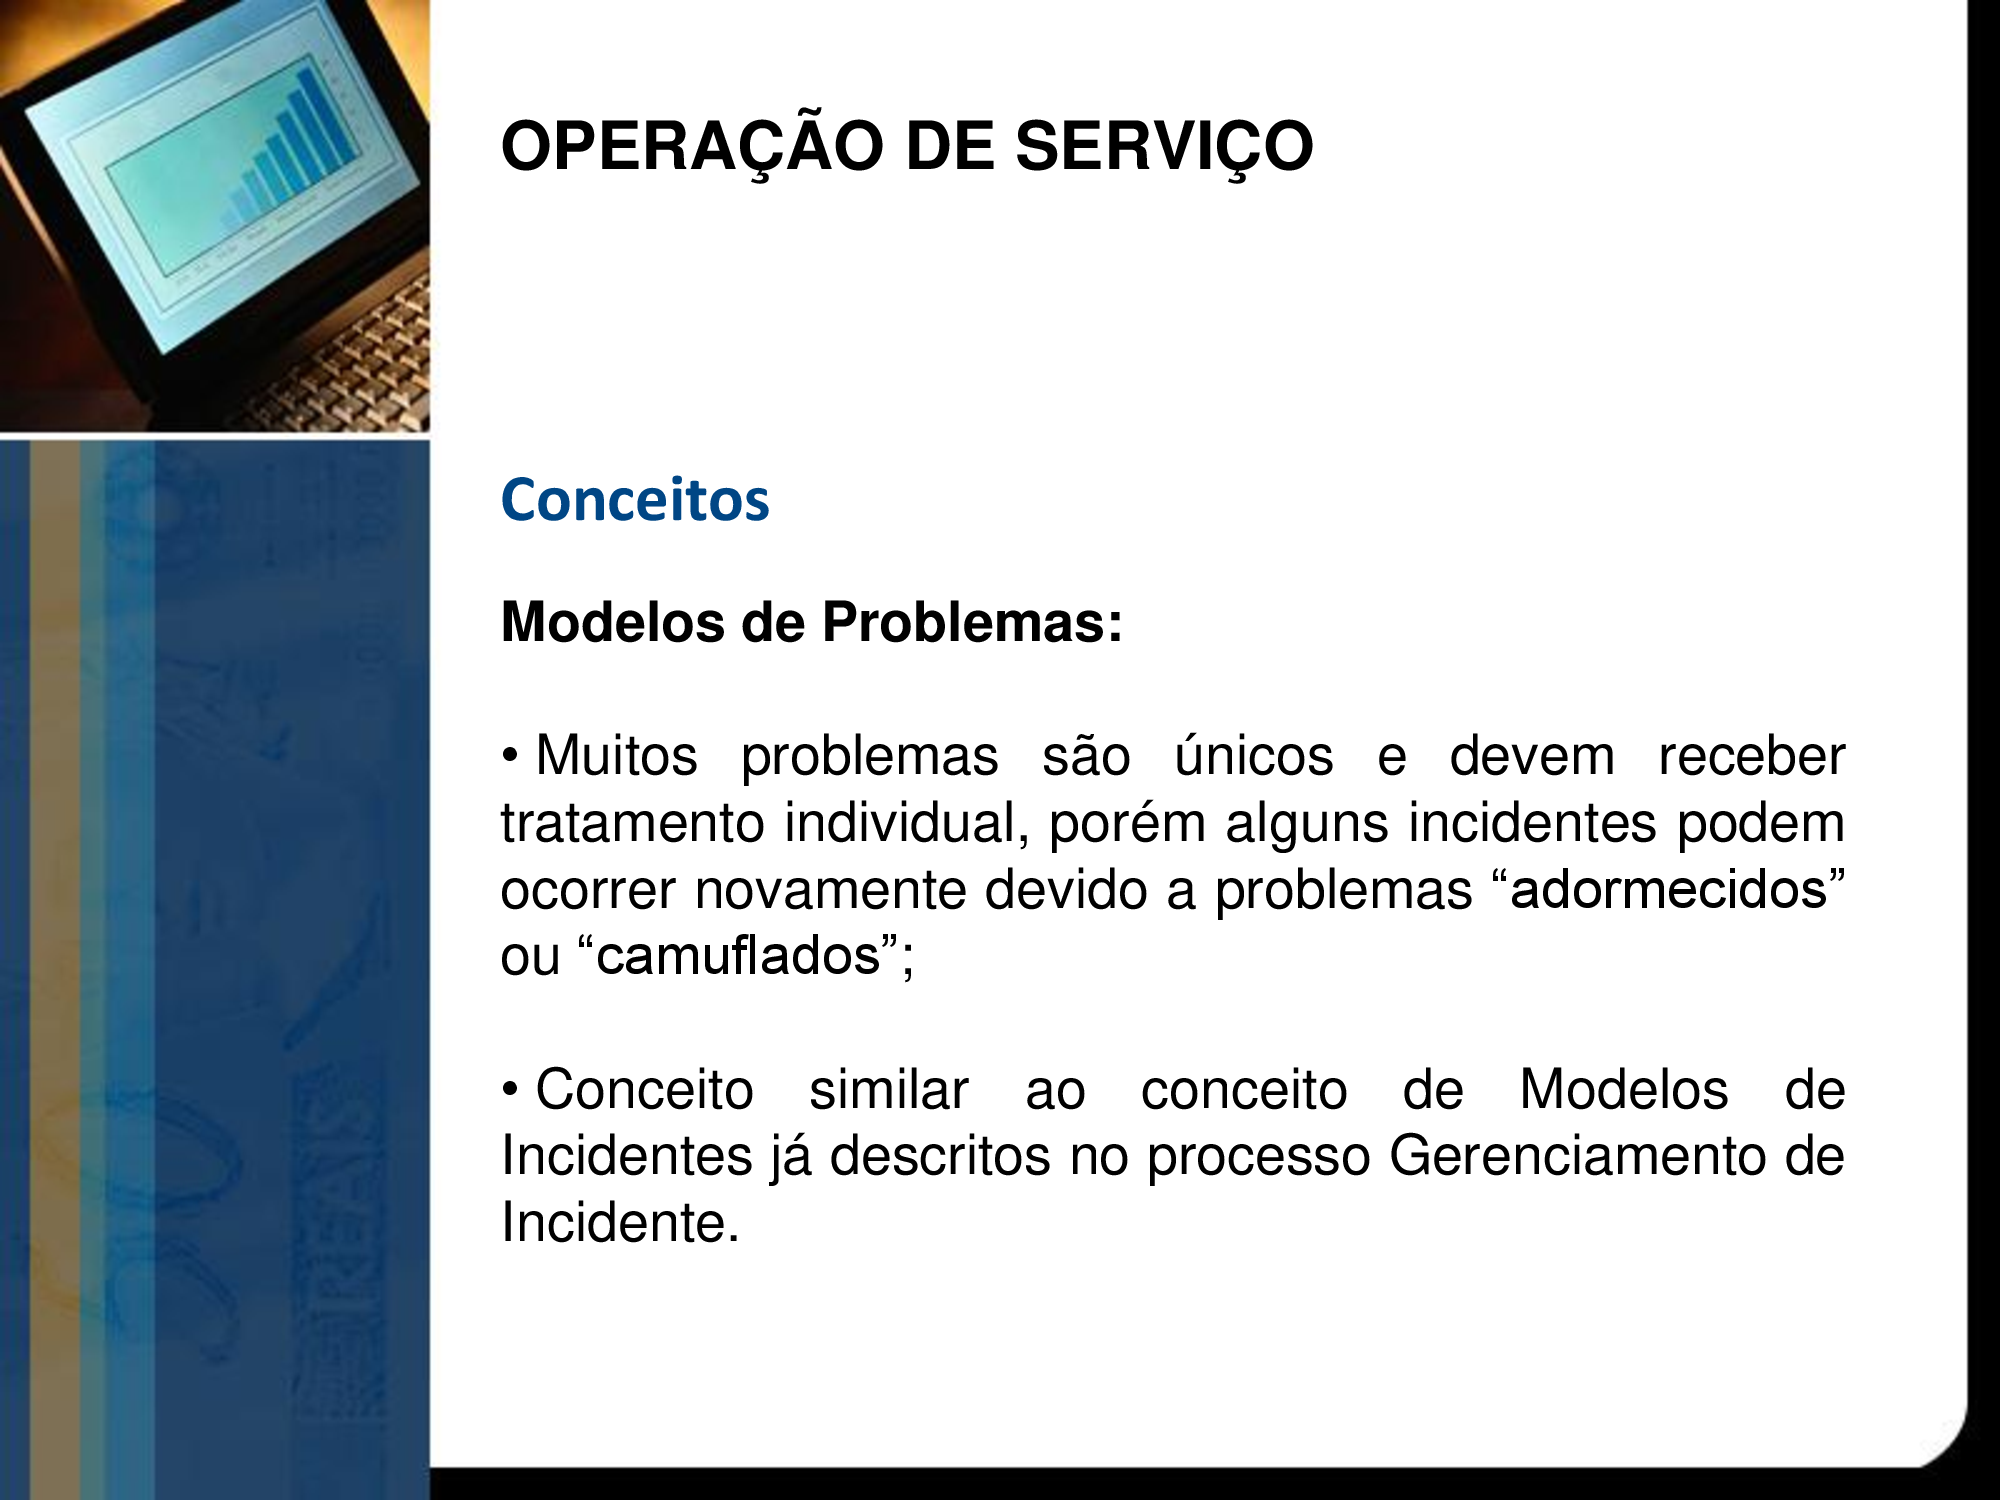 OPERAÇÃO DE SERVIÇO
Conceitos
Modelos de Problemas:
• Muitos problemas são únicos e devem receber
tratamento individual, porém alguns incidentes podem
ocorrer novamente devido a problemas “adormecidos”
ou “camuflados”;
• Conceito similar ao conceito de Modelos de
Incidentes já descritos no processo Gerenciamento de
Incidente.
REAIS